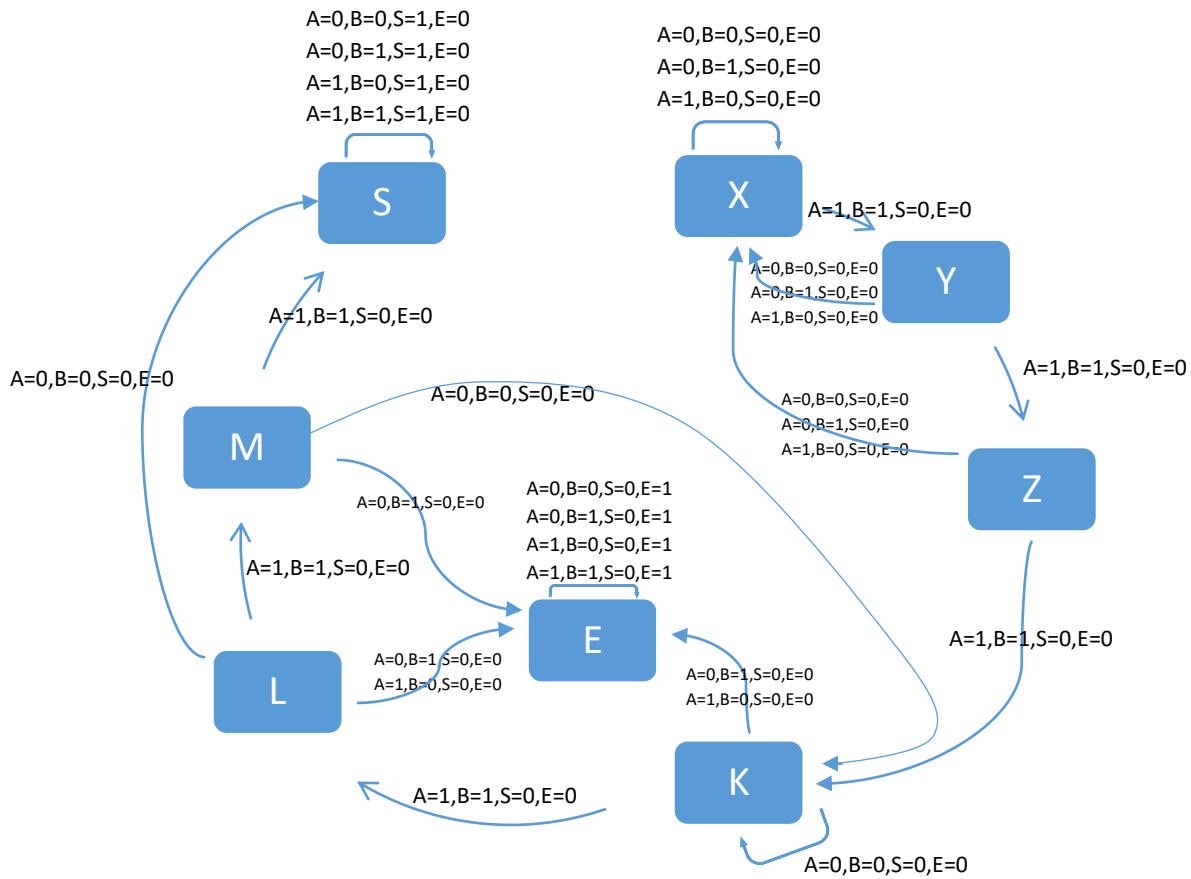 A=0,B=0,S=1,E=0
A=0,B=1,S=1,E=0
A=1,B=0,S=1,E=0
A=1,B=1,S=1,E=0
S
A=0,B=0,S=0,E=0
A=0,B=1,S=0,E=0
A=1,B=0,S=0,E=0
X
A=1,B=1,S=0,E=0
Y
A=0,B=0,S=0,E=0
A=0,B=1,S=0,E=0
A=1,B=0,S=0,E=0
A=1,B=1,S=0,E=0
A=1,B=1,S=0,E=0
A=0,B=0,S=0,E=0
A=0,B=0,S=0,E=0
A=0,B=0,S=0,E=0
A=0,B=1,S=0,E=0
A=1,B=0,S=0,E=0
M
Z
A=0,B=1,S=0,E=0
A=0,B=0,S=0,E=1
A=0,B=1,S=0,E=1
A=1,B=0,S=0,E=1
A=1,B=1,S=0,E=1
A=1,B=1,S=0,E=0
E
A=1,B=1,S=0,E=0
A=0,B=1,S=0,E=0
A=1,B=0,S=0,E=0
L
A=0,B=1,S=0,E=0
A=1,B=0,S=0,E=0
K
A=1,B=1,S=0,E=0
A=0,B=0,S=0,E=0